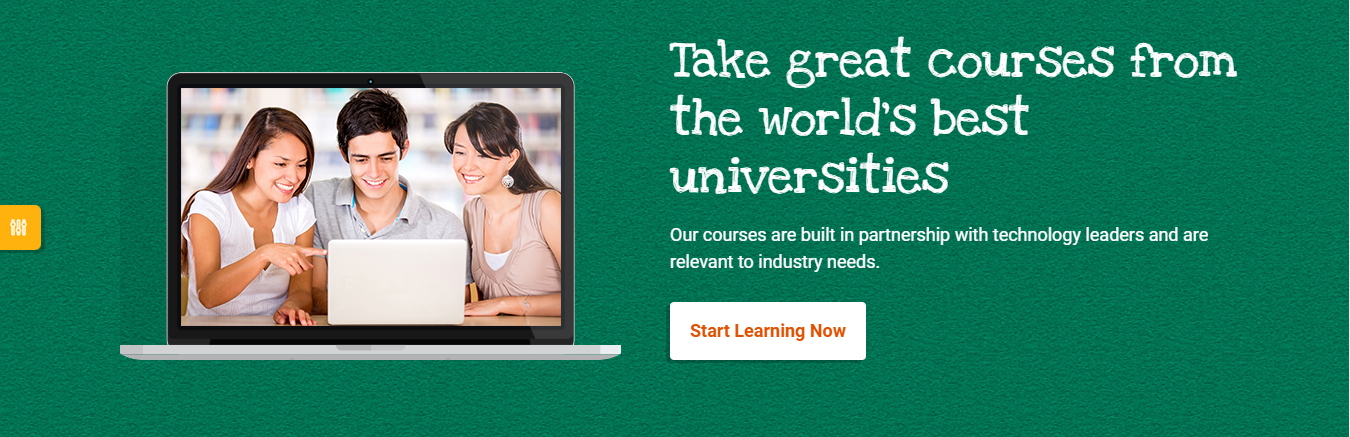 Take great courses from
the world's best
universities
Our courses are built in partnership with technology leaders and are
relevant to industry needs.
Start Learning Now